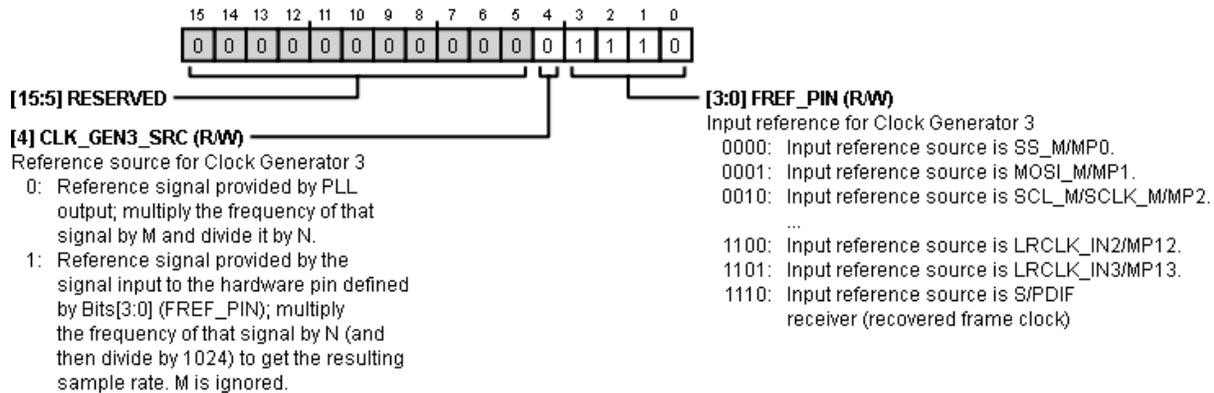 15 14 13 12 11 10 9 8 7 6 5 4 3 2 1 0
0 0 0 0 0 0 0 0 0 0 0 0 1 1 1 0
[15:5] RESERVED
[4] CLK_GEN3_SRC (R/W)
Reference source for Clock Generator 3
0: Reference signal provided by PLL
output; multiply the frequency of that
signal by M and divide it by N.
1: Reference signal provided by the
signal input to the hardware pin defined
by Bits[3:0] (FREF_PIN); multiply
the frequency of that signal by N (and
then divide by 1024) to get the resulting
sample rate. M is ignored.
[3:0] FREF_PIN (R/W)
Input reference for Clock Generator 3
0000: Input reference source is SS_M/MP0.
0001: Input reference source is MOSI_M/MP1.
0010: Input reference source is SCL_M/SCLK_M/MP2.
...
1100: Input reference source is LRCLK_IN2/MP12.
1101: Input reference source is LRCLK_IN3/MP13.
1110: Input reference source is S/PDIF
receiver (recovered frame clock)